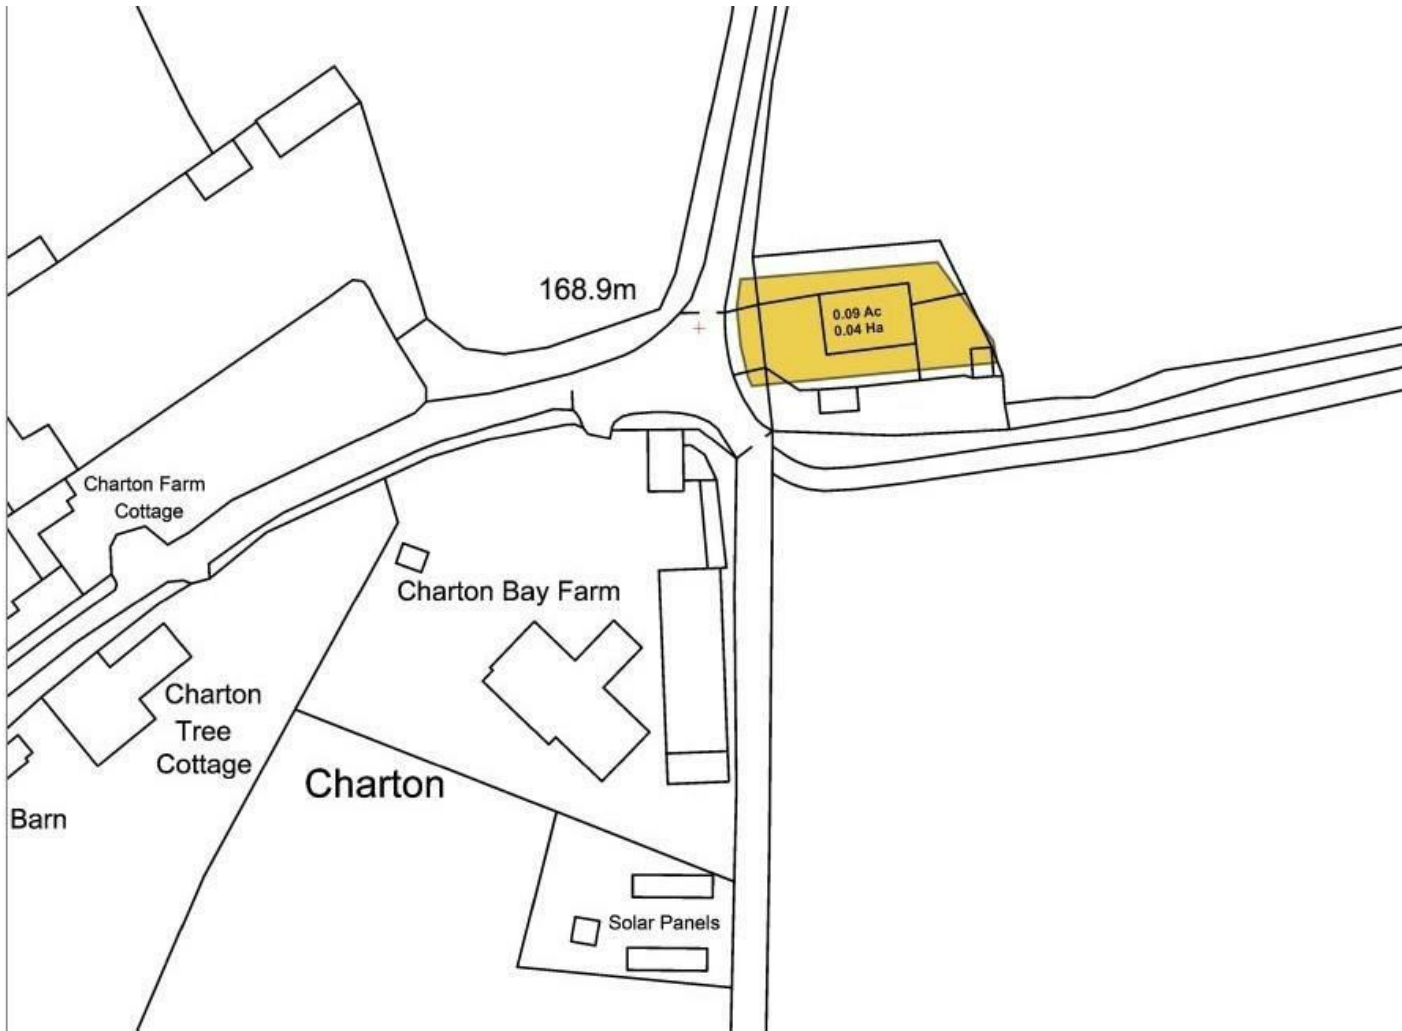 168.9m
0.09 Ac
0.04 Ha
Charton Farm
Cottage
Charton Bay Farm
Charton
Tree
Cottage
Charton
Barn
Solar Panels